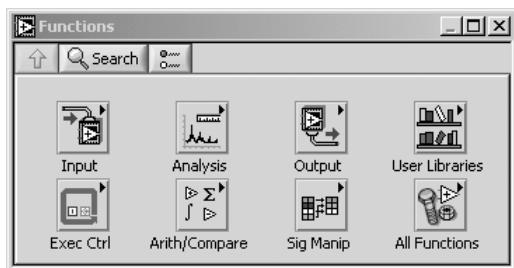 Functions
Search
Input Analysis Output User Libraries
Exec Ctrl Arith/Compare Sig Manip All Functions